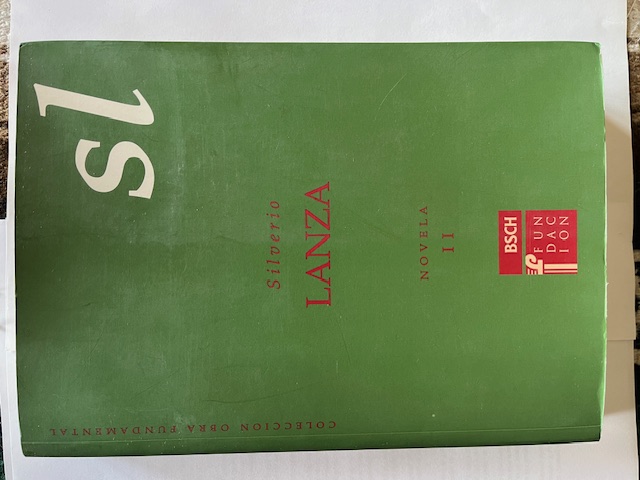 sl
Silverio
LANZA
NOVELA
II
BSCH
FUN
DAC
ION
COLECCION OBRA FUNDAMENTAL